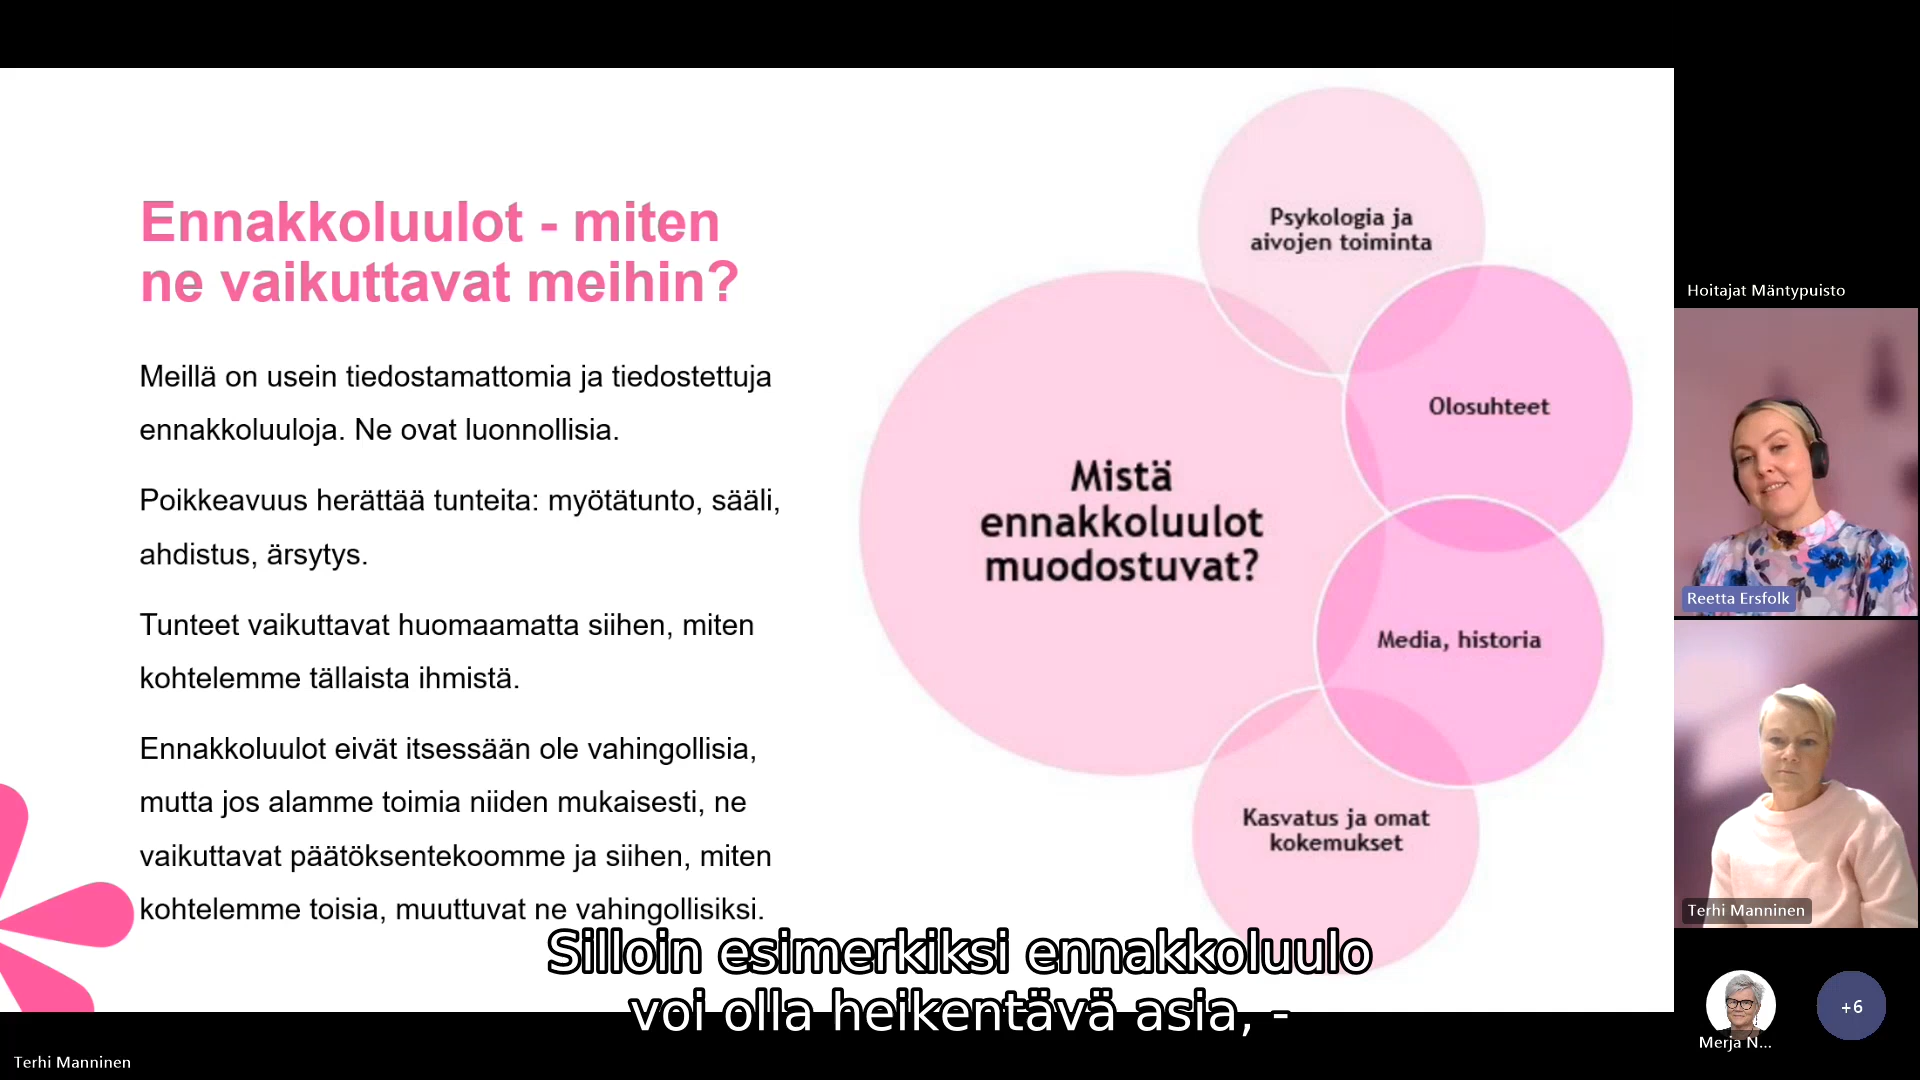 Ennakkoluulot - miten
ne vaikuttavat meihin?
Meillä on usein tiedostamattomia ja tiedostettuja
ennakkoluuloja. Ne ovat luonnollisia.
Poikkeavuus herättää tunteita: myötätunto, sääli,
ahdistus, ärsytys.
Tunteet vaikuttavat huomaamatta siihen, miten
kohtelemme tällaista ihmistä.
Ennakkoluulot eivät itsessään ole vahingollisia,
mutta jos alamme toimia niiden mukaisesti, ne
vaikuttavat päätöksentekoomme ja siihen, miten
kohtelemme toisia, muuttuvat ne vahingollisiksi.
Mistä
ennakkoluulot
muodostuvat?
Psykologia ja
aivojen toiminta
Olosuhteet
Media, historia
Kasvatus ja omat
kokemukset
Silloin esimerkiksi ennakkoluulo
voi olla heikentävä asia, -
Hoitajat Mäntypuisto
Reetta Ersfolk
Terhi Manninen
Merja N...
+6
Terhi Manninen